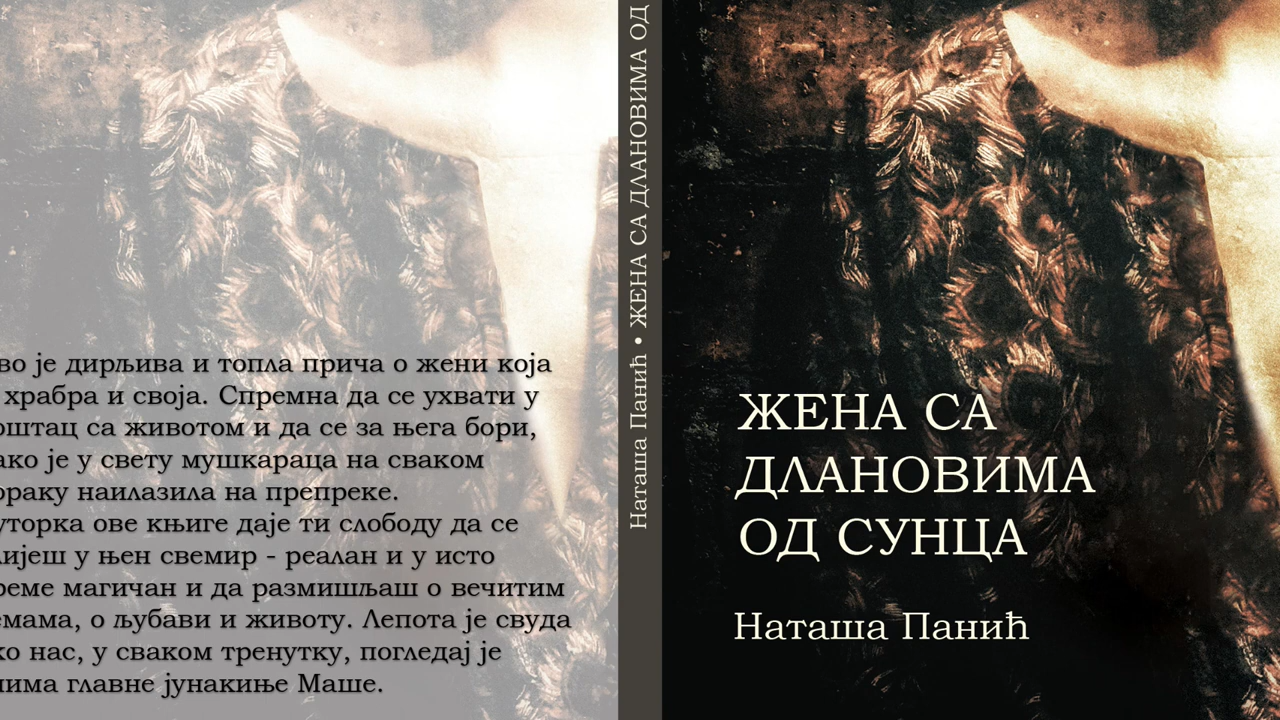 во је дирљива и топла прича о жени која
храбра и своја. Спремна да се ухвати у
оштац са животом и да се за њега бори,
ако је у свету мушкараца на сваком
ораку наилазила на препреке.
уторка ове књиге даје ти слободу да се
лијеш у њен свемир - реалан и у исто
реме магичан и да размишљаш о вечитим
емама, о љубави и животу. Лепота је свуда
ко нас, у сваком тренутку, погледај је
чима главне јунакиње Маше.
Наташа Панић • ЖЕНА СА ДЛАНОВИМА ОД
ЖЕНА СА
ДЛАНОВИМА
ОД СУНЦА
Наташа Панић